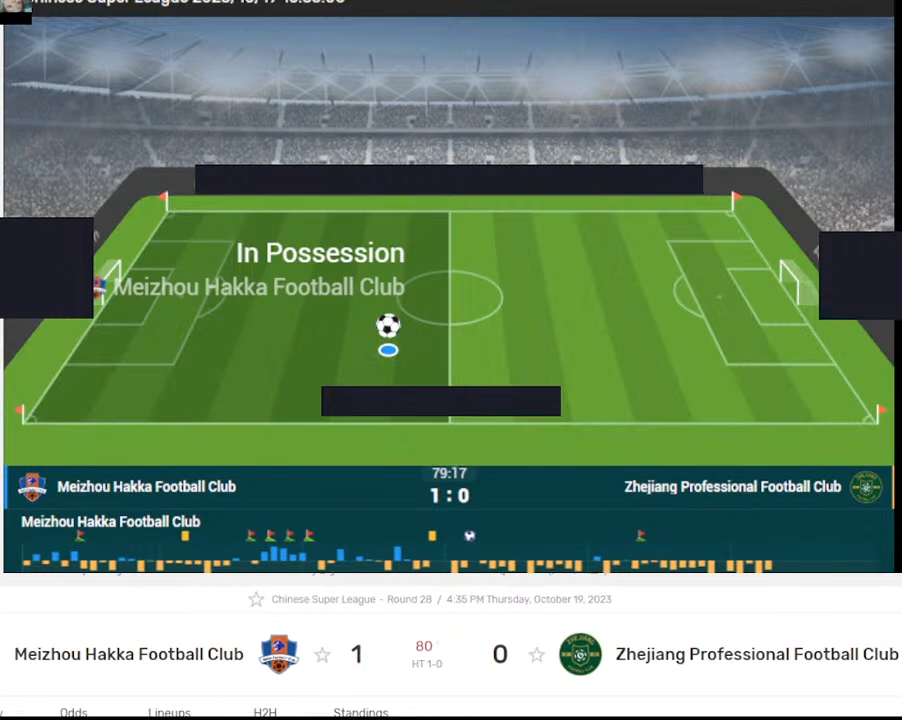 In Possession
Meizhou Hakka Football Club
79:17
Meizhou Hakka Football Club
1 : 0
Zhejiang Professional Football Club
Meizhou Hakka Football Club
Chinese Super League - Round 28 / 4:35 PM Thursday, October 19, 2023
Meizhou Hakka Football Club
1
80'
HT 1-0
0
Zhejiang Professional Football Club
Odds
Lineups
H2H
Standings